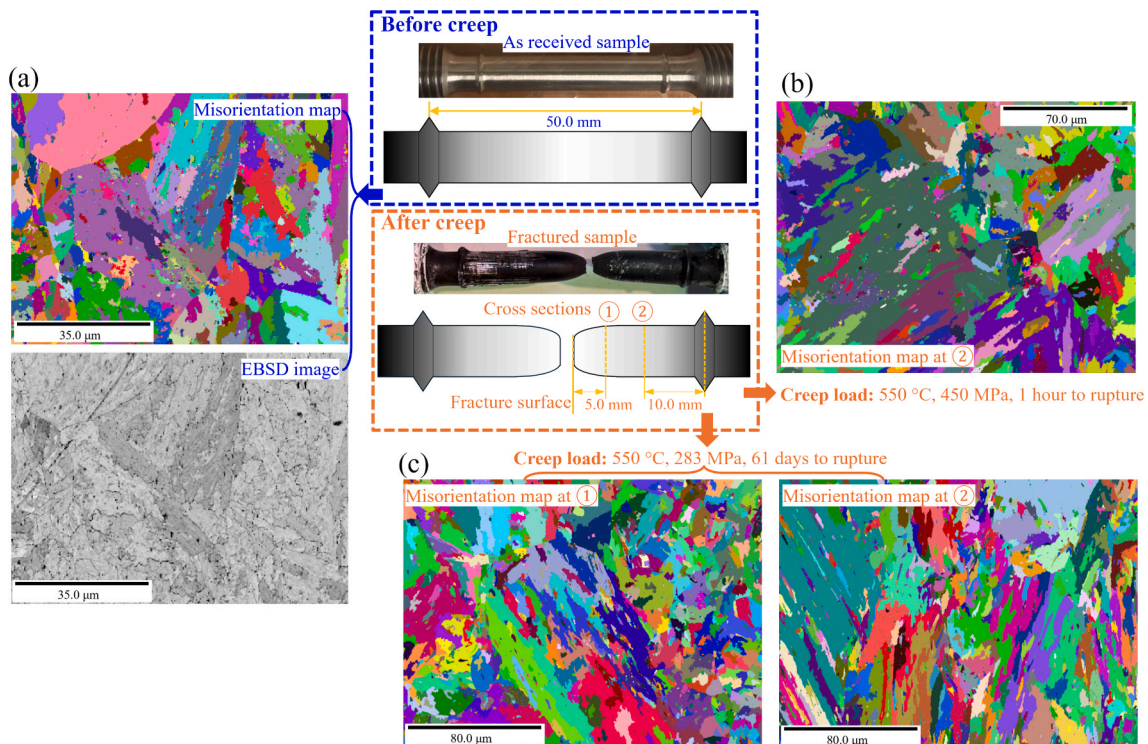 Before creep
As received sample
50.0 mm
(a)
Misorientation map
35.0 μm
EBSD image
35.0 μm
After creep
Fractured sample
Cross sections ① ②
Fracture surface
5.0 mm
10.0 mm
(b)
70.0 μm
Misorientation map at ②
Creep load: 550 °C, 450 MPa, 1 hour to rupture
(c)
Creep load: 550 °C, 283 MPa, 61 days to rupture
Misorientation map at ①
80.0 μm
Misorientation map at ②
80.0 μm